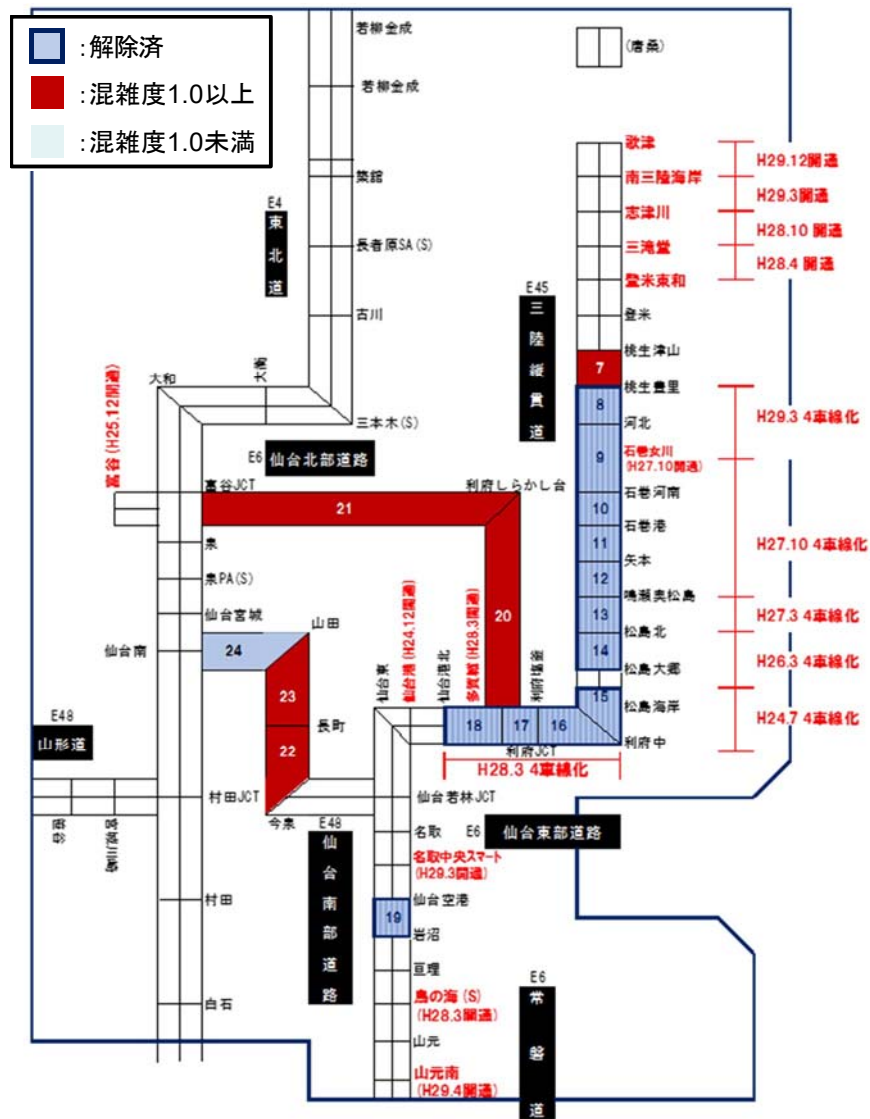 :解除済
:混雑度1.0以上
:混雑度1.0未満
若柳金成
若柳金成
築館
長者原SA(S)
古川
三本木(S)
大衡
大和
E4
東北道
(唐桑)
歌津
南三陸海岸
志津川
三滝堂
登米東和
登米
桃生津山
桃生豊里
河北
石巻女川
(H27.10開通)
石巻河南
石巻港
矢本
鳴瀬奥松島
松島北
松島大郷
松島海岸
利府中
H29.12開通
H29.3開通
H28.10 開通
H28.4 開通
H29.3 4車線化
H27.10 4車線化
H27.3 4車線化
H26.3 4車線化
H24.7 4車線化
E45
三陸縦貫道
7
8
9
10
11
12
13
14
15
16
17
18
19
20
21
22
23
24
富谷(H25.12開通)
E6
仙台北部道路
富谷JCT
利府しらかし台
泉
泉PA(S)
仙台宮城
仙台南
山田
長町
今泉
仙台東
仙台港(H24.12開通)
仙台港北
多賀城(H28.3開通)
利府塩釜
利府JCT
H28.3 4車線化
E48
山形道
宮城川崎
村田JCT
村田
白石
E48
仙台南部道路
仙台若林JCT
名取
E6
仙台東部道路
名取中央スマート
(H29.3開通)
仙台空港
岩沼
亘理
鳥の海(S)
(H28.3開通)
山元
山元南
(H29.4開通)
E6
常磐道